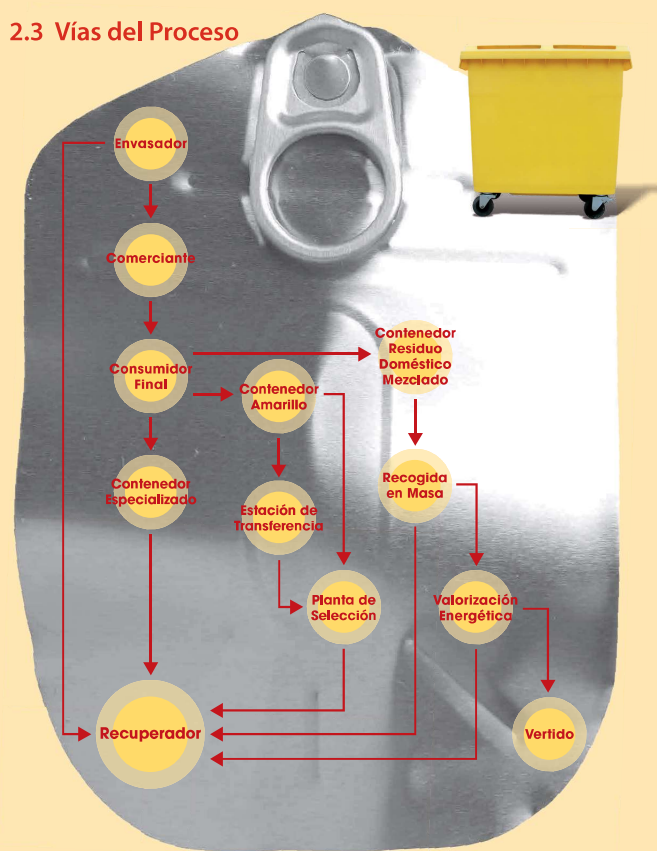 2.3 Vías del Proceso
Envasador
Comerciante
Contenedor
Residuo
Doméstico
Mezclado
Consumidor
Final
Contenedor
Amarillo
Contenedor
Especializado
Recogida
en Masa
Estación de
Transferencia
Planta de
Selección
Valorización
Energética
Recuperador
Vertido